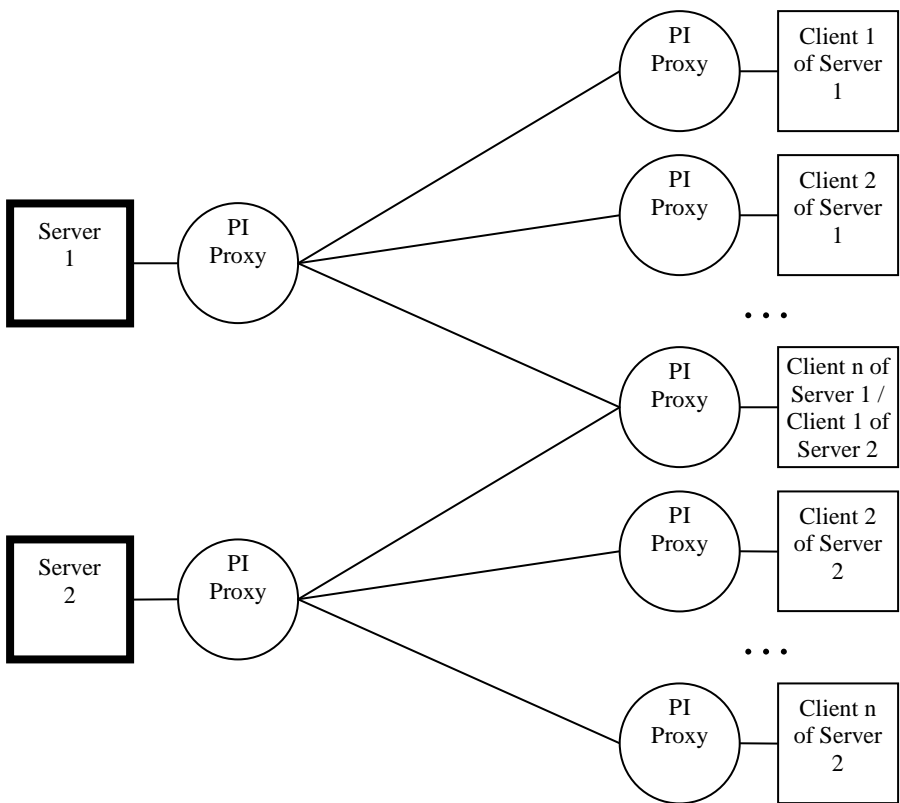 PI
Proxy
Client 1
of Server
1
PI
Proxy
Client 2
of Server
1
Server
1
PI
Proxy
...
PI
Proxy
Client n of
Server 1 /
Client 1 of
Server 2
PI
Proxy
Client 2
of Server
2
Server
2
PI
Proxy
...
PI
Proxy
Client n
of Server
2